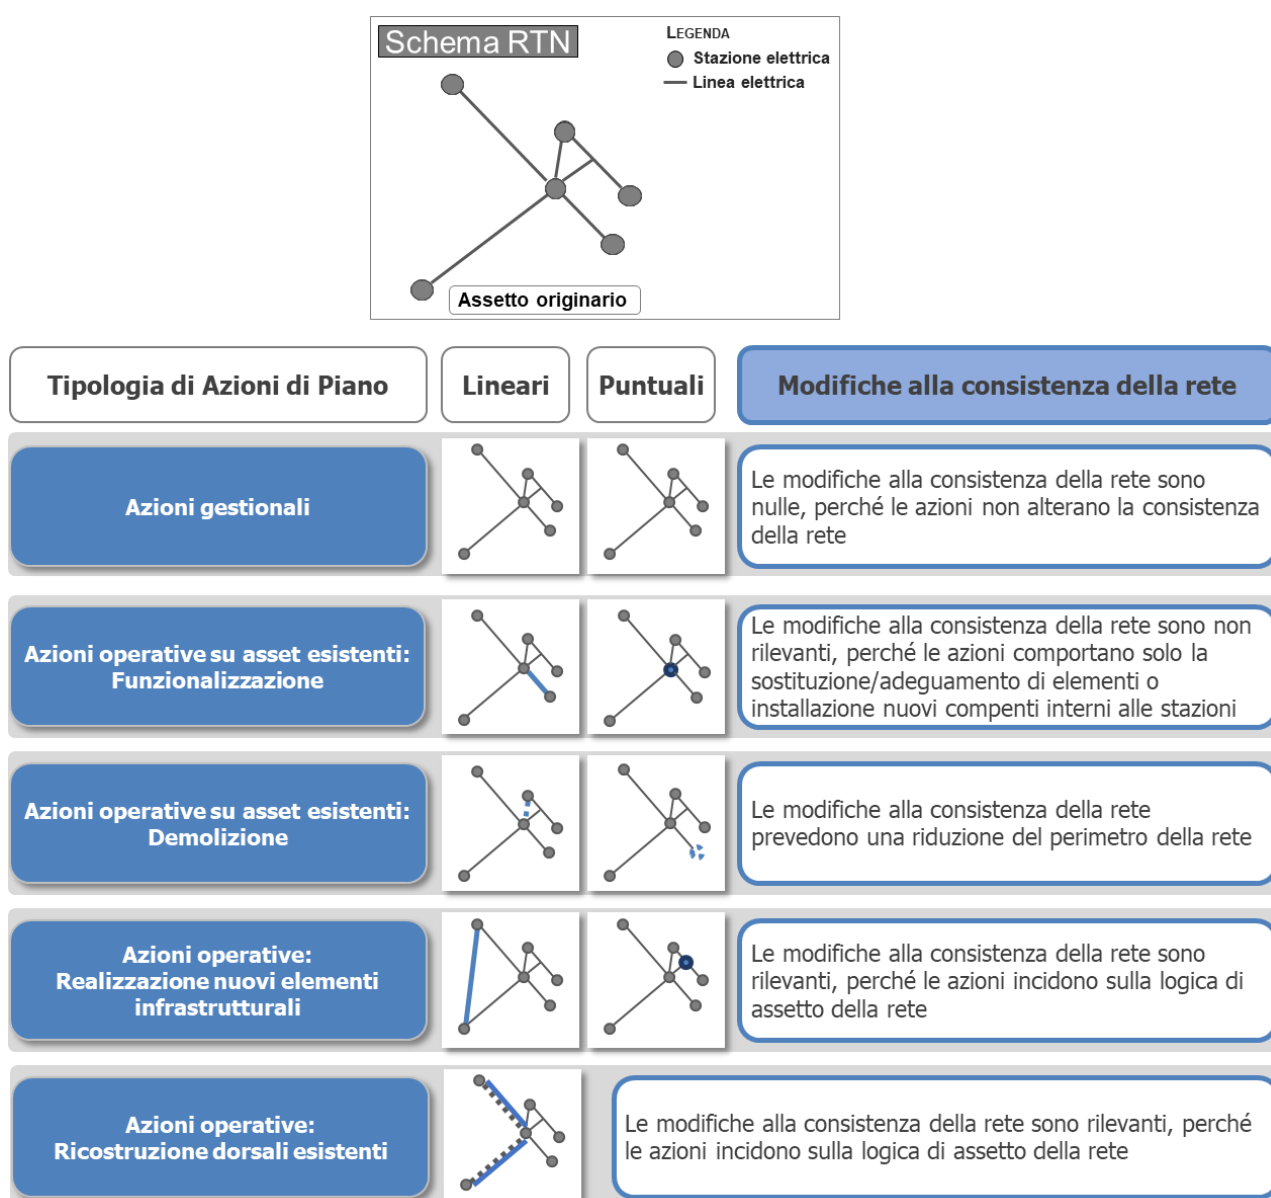 Schema RTN
LEGENDA
Stazione elettrica
Linea elettrica
Assetto originario
Tipologia di Azioni di Piano
Lineari
Puntuali
Modifiche alla consistenza della rete
Azioni gestionali
Le modifiche alla consistenza della rete sono
nulle, perché le azioni non alterano la consistenza
della rete
Azioni operative su asset esistenti:
Funzionalizzazione
Le modifiche alla consistenza della rete sono non
rilevanti, perché le azioni comportano solo la
sostituzione/adeguamento di elementi o
installazione nuovi compenti interni alle stazioni
Azioni operative su asset esistenti:
Demolizione
Le modifiche alla consistenza della rete
prevedono una riduzione del perimetro della rete
Azioni operative:
Realizzazione nuovi elementi
infrastrutturali
Le modifiche alla consistenza della rete sono
rilevanti, perché le azioni incidono sulla logica di
assetto della rete
Azioni operative:
Ricostruzione dorsali esistenti
Le modifiche alla consistenza della rete sono rilevanti, perché
le azioni incidono sulla logica di assetto della rete